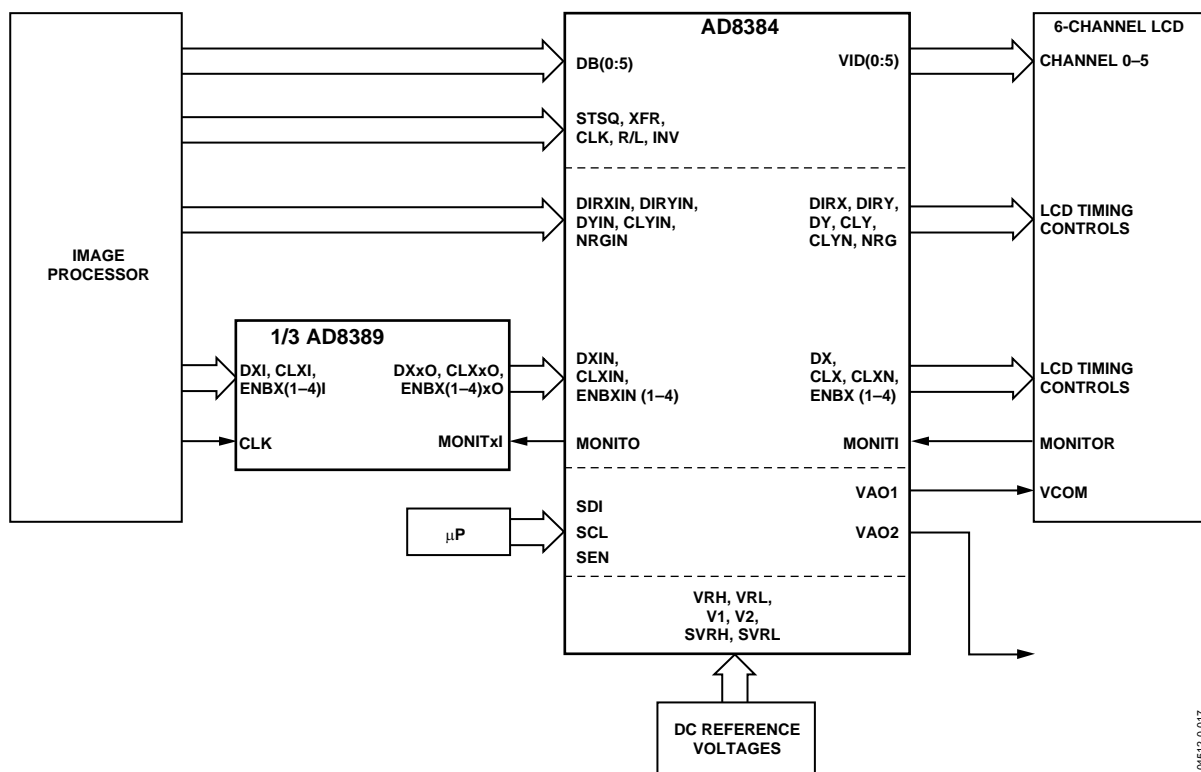 AD8384
6-CHANNEL LCD
DB(0:5)
VID(0:5)
CHANNEL 0–5
STSQ, XFR,
CLK, R/L, INV
DIRXIN, DIRYIN,
DYIN, CLYIN,
NRGIN
DIRX, DIRY,
DY, CLY,
CLYN, NRG
LCD TIMING
CONTROLS
IMAGE
PROCESSOR
1/3 AD8389
DXI, CLXI,
ENBX(1–4)I
DXxO, CLXxO,
ENBX(1–4)xO
DXIN,
CLXIN,
ENBXIN (1–4)
DX,
CLX, CLXN,
ENBX (1–4)
LCD TIMING
CONTROLS
CLK
MONITxI
MONITO
MONITI
MONITOR
VAO1
VCOM
µP
SDI
SCL
SEN
VAO2
VRH, VRL,
V1, V2,
SVRH, SVRL
DC REFERENCE
VOLTAGES
04512-0-017